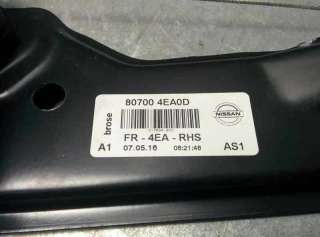 80700 4EA0D
brose
NISSAN
FR - 4EA - RHS
A1 07.05.16 08:21:48 AS1